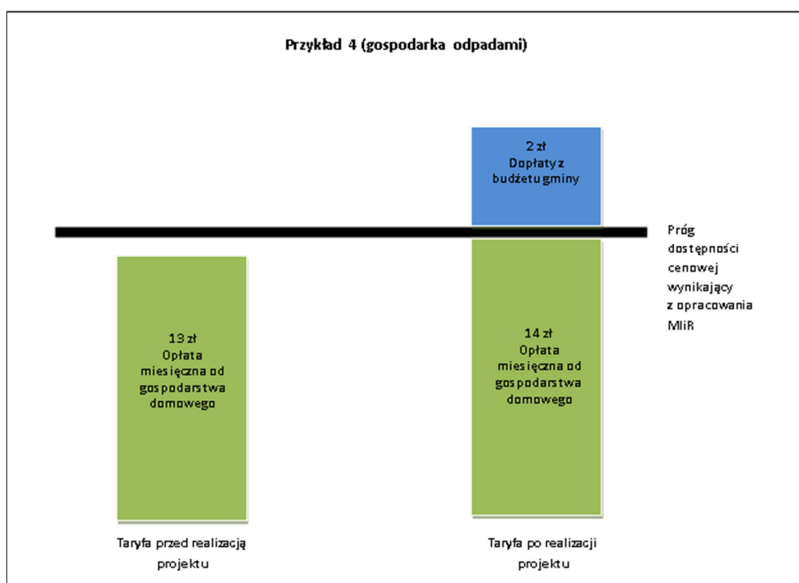 Przykład 4 (gospodarka odpadami)
2 zł
Dopłaty z
budżetu gminy
Próg
dostępności
cenowej
wynikający
z opracowania
MIiR
13 zł
Opłata
miesięczna od
gospodarstwa
domowego
14 zł
Opłata
miesięczna od
gospodarstwa
domowego
Taryfa przed realizacją
projektu
Taryfa po realizacji
projektu